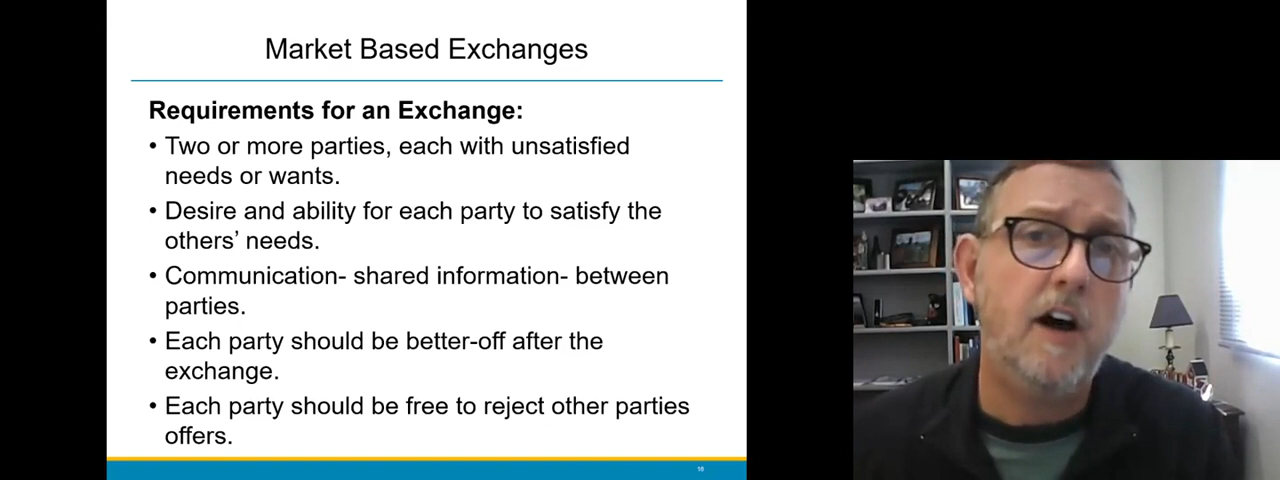 Market Based Exchanges
Requirements for an Exchange:
• Two or more parties, each with unsatisfied
needs or wants.
• Desire and ability for each party to satisfy the
others’ needs.
• Communication- shared information- between
parties.
• Each party should be better-off after the
exchange.
• Each party should be free to reject other parties
offers.